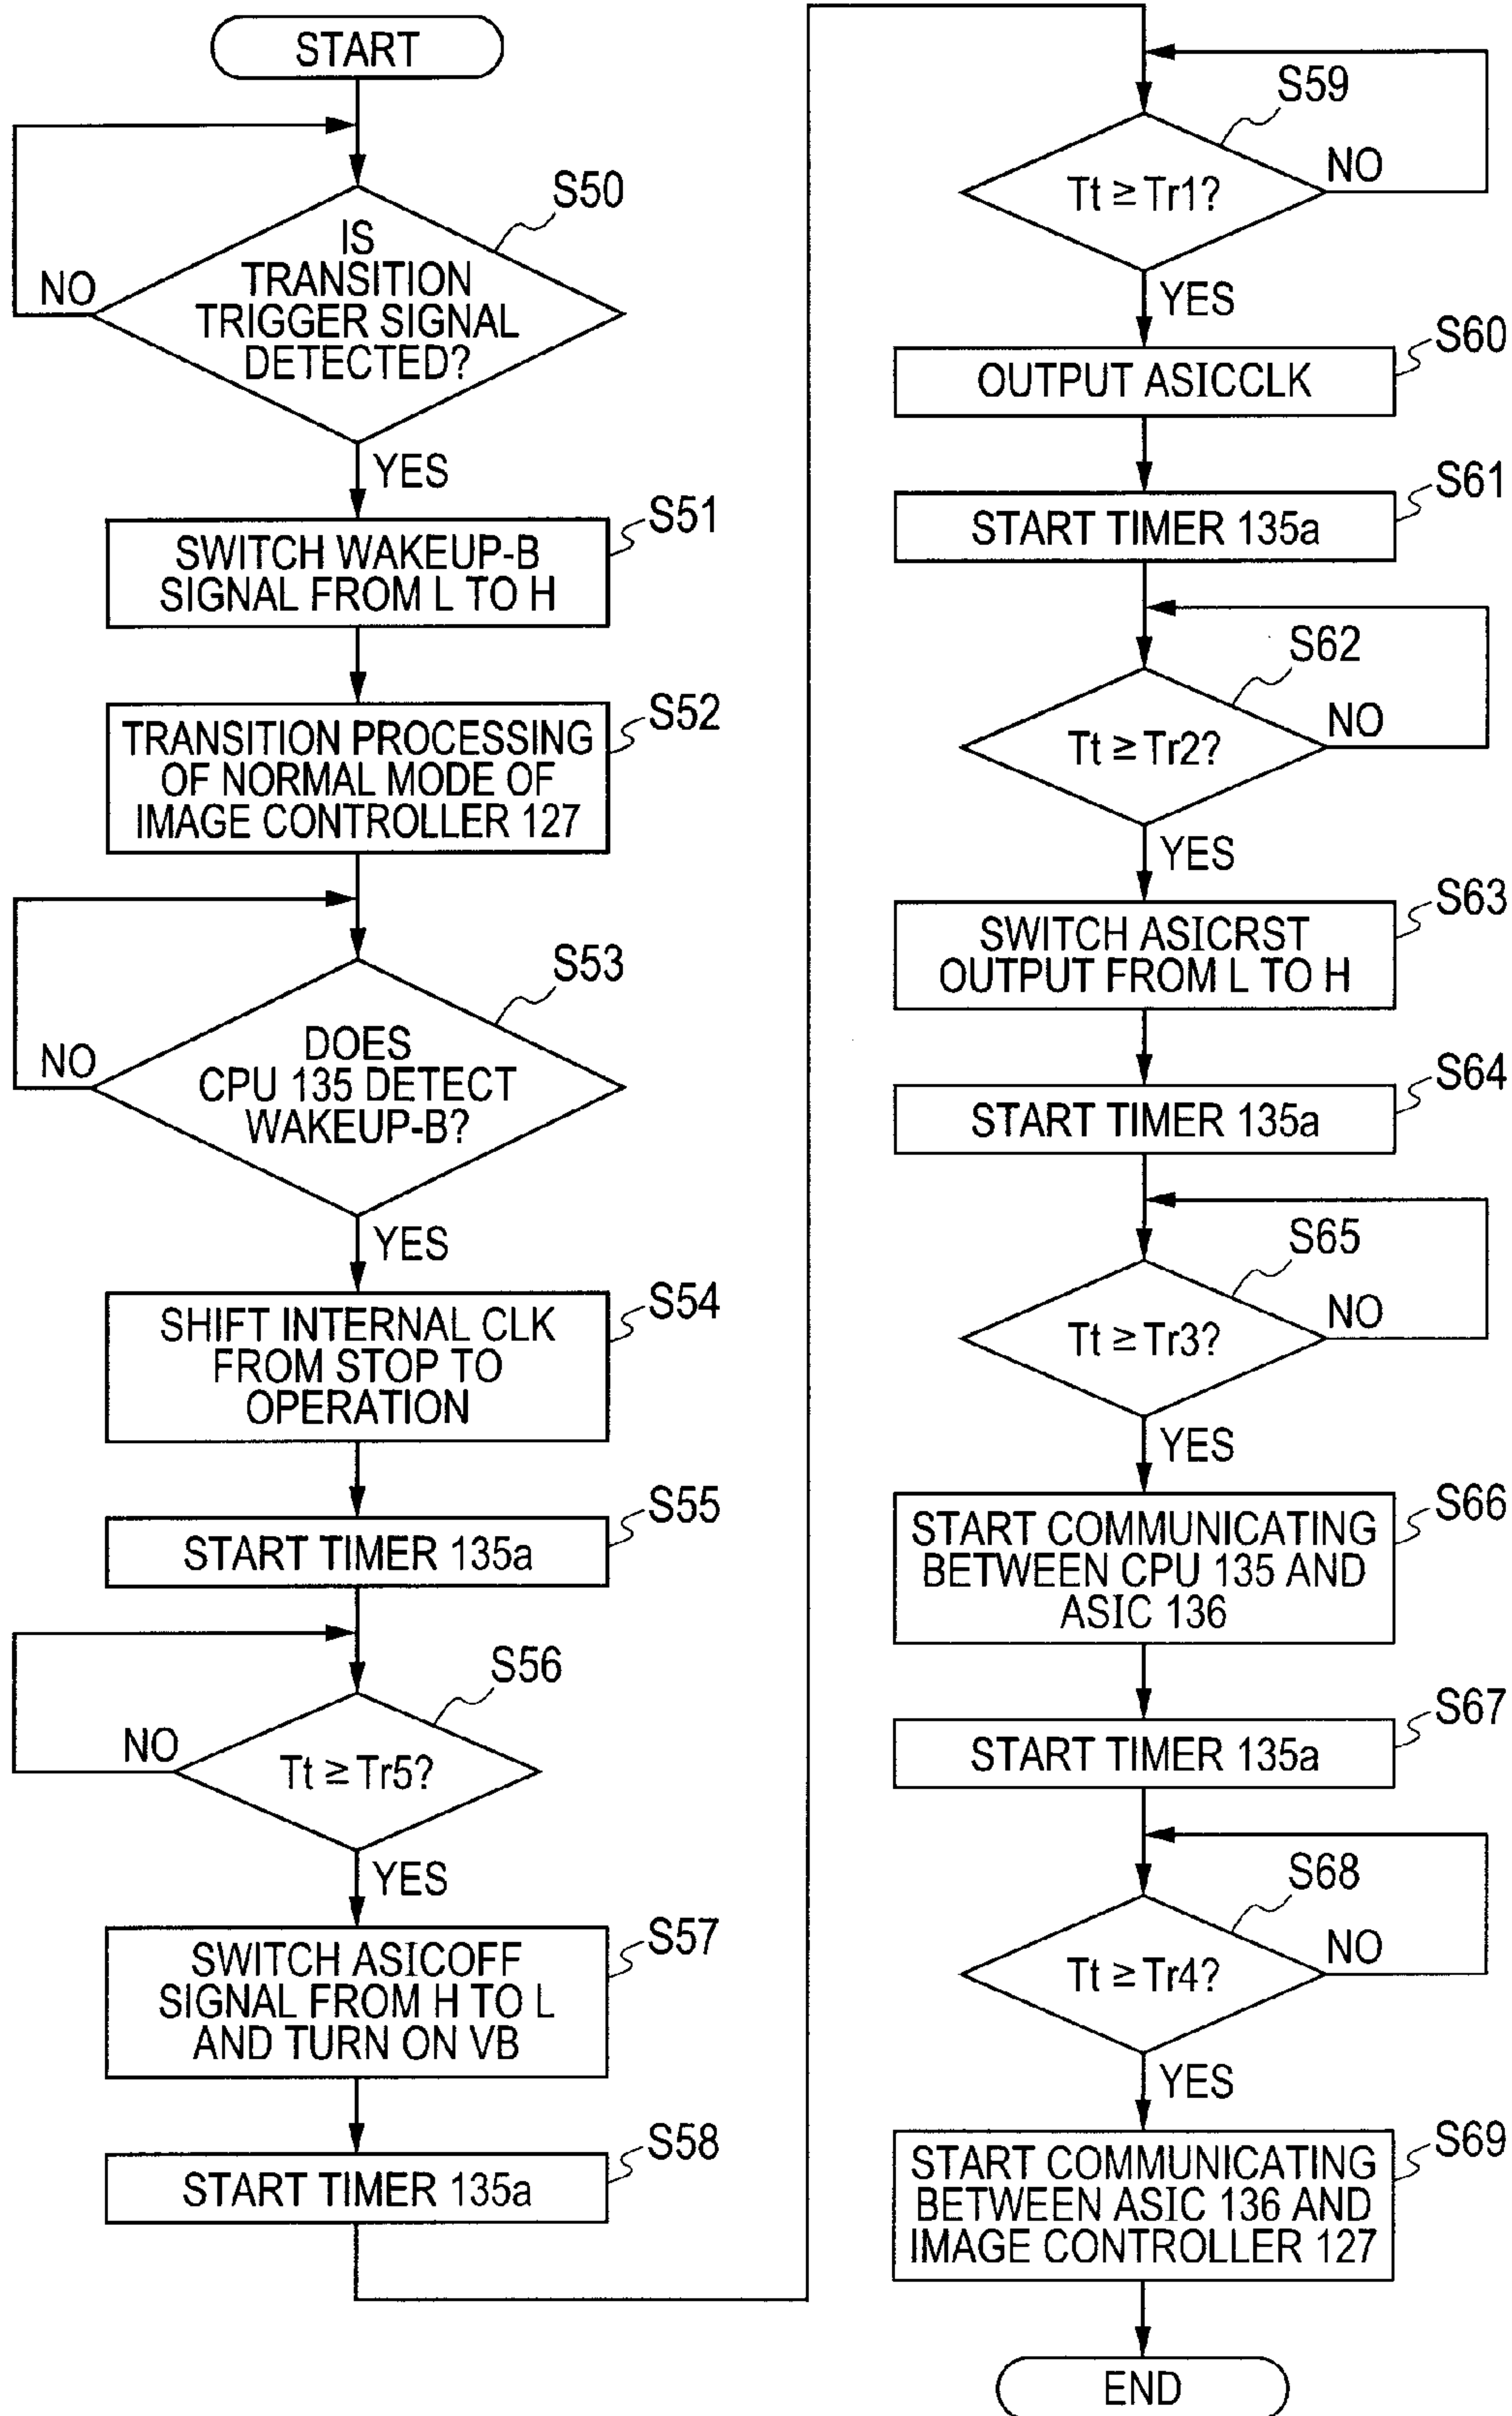 START
S50
IS
TRANSITION
TRIGGER SIGNAL
DETECTED?
NO
YES
S51
SWITCH WAKEUP-B
SIGNAL FROM L TO H
S52
TRANSITION PROCESSING
OF NORMAL MODE OF
IMAGE CONTROLLER 127
S53
DOES
CPU 135 DETECT
WAKEUP-B?
NO
YES
S54
SHIFT INTERNAL CLK
FROM STOP TO
OPERATION
S55
START TIMER 135a
S56
NO
Tt ≥ Tr5?
YES
S57
SWITCH ASICOFF
SIGNAL FROM H TO L
AND TURN ON VB
S58
START TIMER 135a
S59
Tt ≥ Tr1?
NO
YES
S60
OUTPUT ASICCLK
S61
START TIMER 135a
S62
Tt ≥ Tr2?
NO
YES
S63
SWITCH ASICRST
OUTPUT FROM L TO H
S64
START TIMER 135a
S65
Tt ≥ Tr3?
NO
YES
S66
START COMMUNICATING
BETWEEN CPU 135 AND
ASIC 136
S67
START TIMER 135a
S68
Tt ≥ Tr4?
NO
YES
S69
START COMMUNICATING
BETWEEN ASIC 136 AND
IMAGE CONTROLLER 127
END